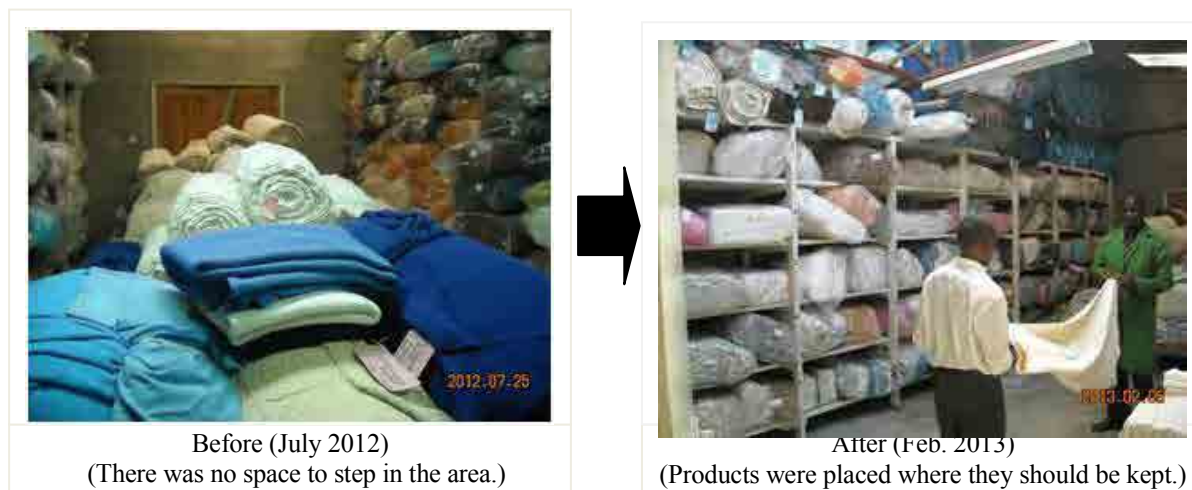 2012.07.25
Before (July 2012)
(There was no space to step in the area.)
After (Feb. 2013)
(Products were placed where they should be kept.)